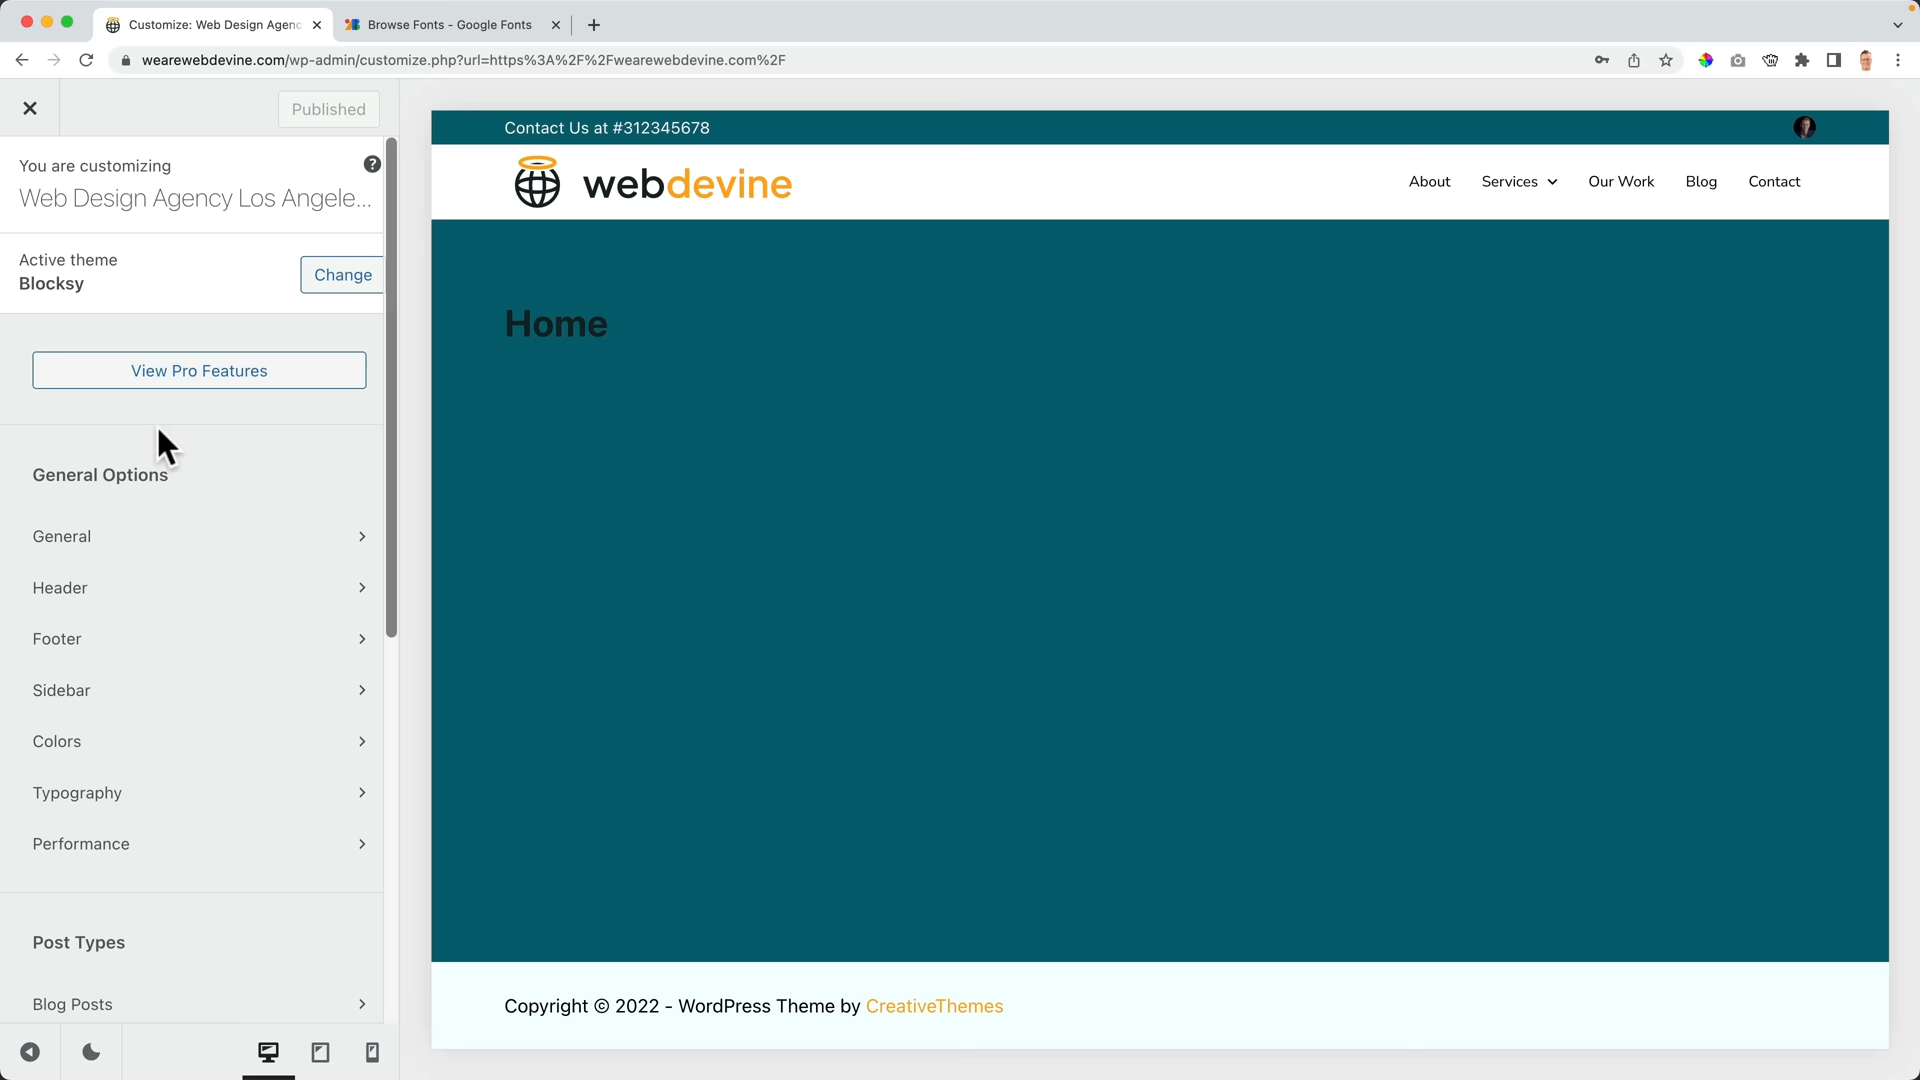 Customize: Web Design Agenc
Browse Fonts - Google Fonts
wearewebdevine.com/wp-admin/customize.php?url=https%3A%2F%2Fwearewebdevine.com%2F
Published
You are customizing
Web Design Agency Los Angele...
Active theme
Blocksy
Change
View Pro Features
General Options
General
Header
Footer
Sidebar
Colors
Typography
Performance
Post Types
Blog Posts
Contact Us at #312345678
webdevine
About Services Our Work Blog Contact
Home
Copyright © 2022 - WordPress Theme by CreativeThemes